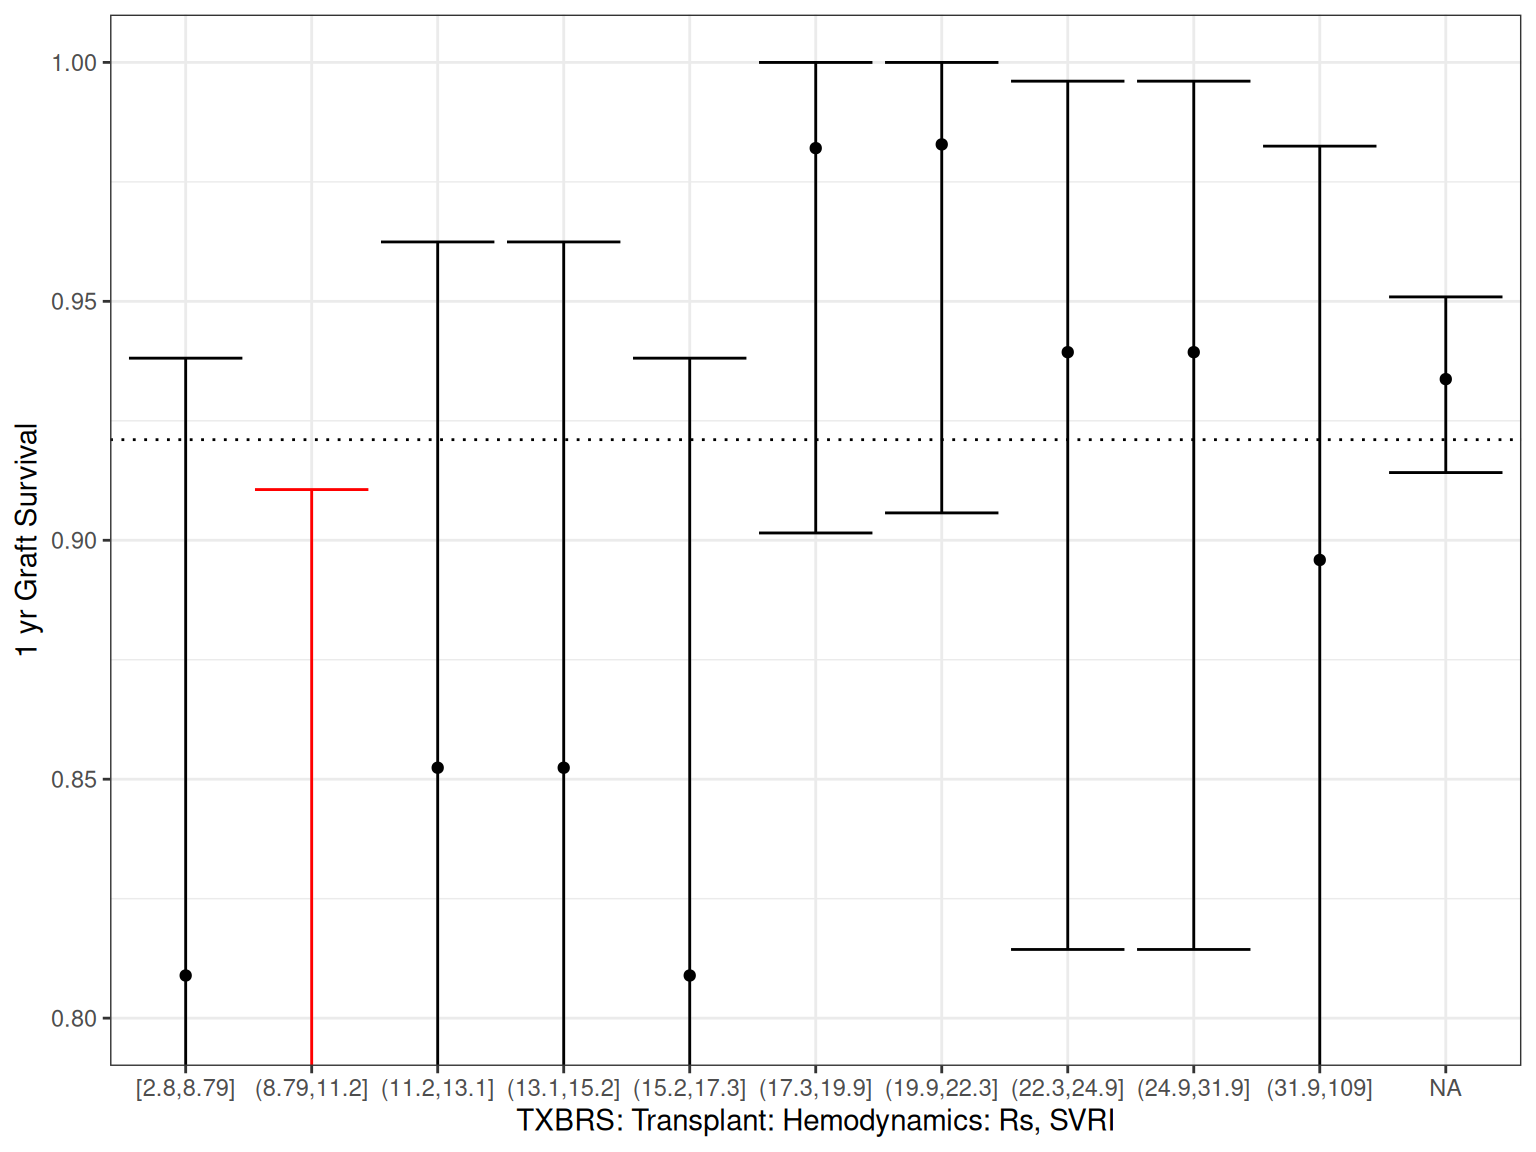 1.00
0.95
0.90
0.85
0.80
1 yr Graft Survival
[2.8,8.79] (8.79,11.2] (11.2,13.1] (13.1,15.2] (15.2,17.3] (17.3,19.9] (19.9,22.3] (22.3,24.9] (24.9,31.9] (31.9,109] NA
TXBRS: Transplant: Hemodynamics: Rs, SVRI